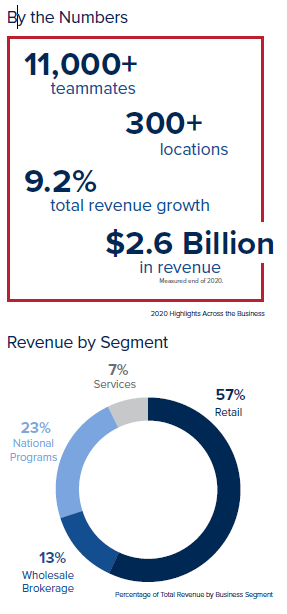 By the Numbers
11,000+
teammates
300+
locations
9.2%
total revenue growth
$2.6 Billion
in revenue
Measured end of 2020.
2020 Highlights Across the Business
Revenue by Segment
7%
Services
57%
Retail
23%
National
Programs
13%
Wholesale
Brokerage
Percentage of Total Revenue by Business Segment